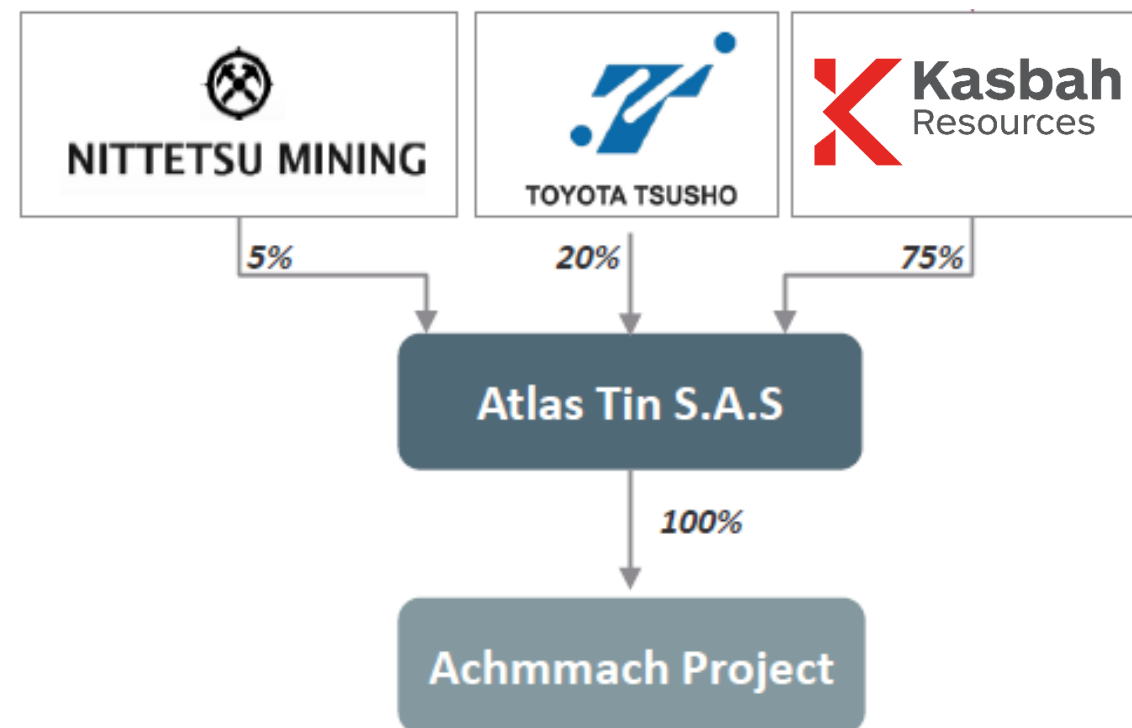 NITTETSU MINING
TOYOTA TSUSHO
Kasbah
Resources
5%
20%
75%
Atlas Tin S.A.S
100%
Achmmach Project